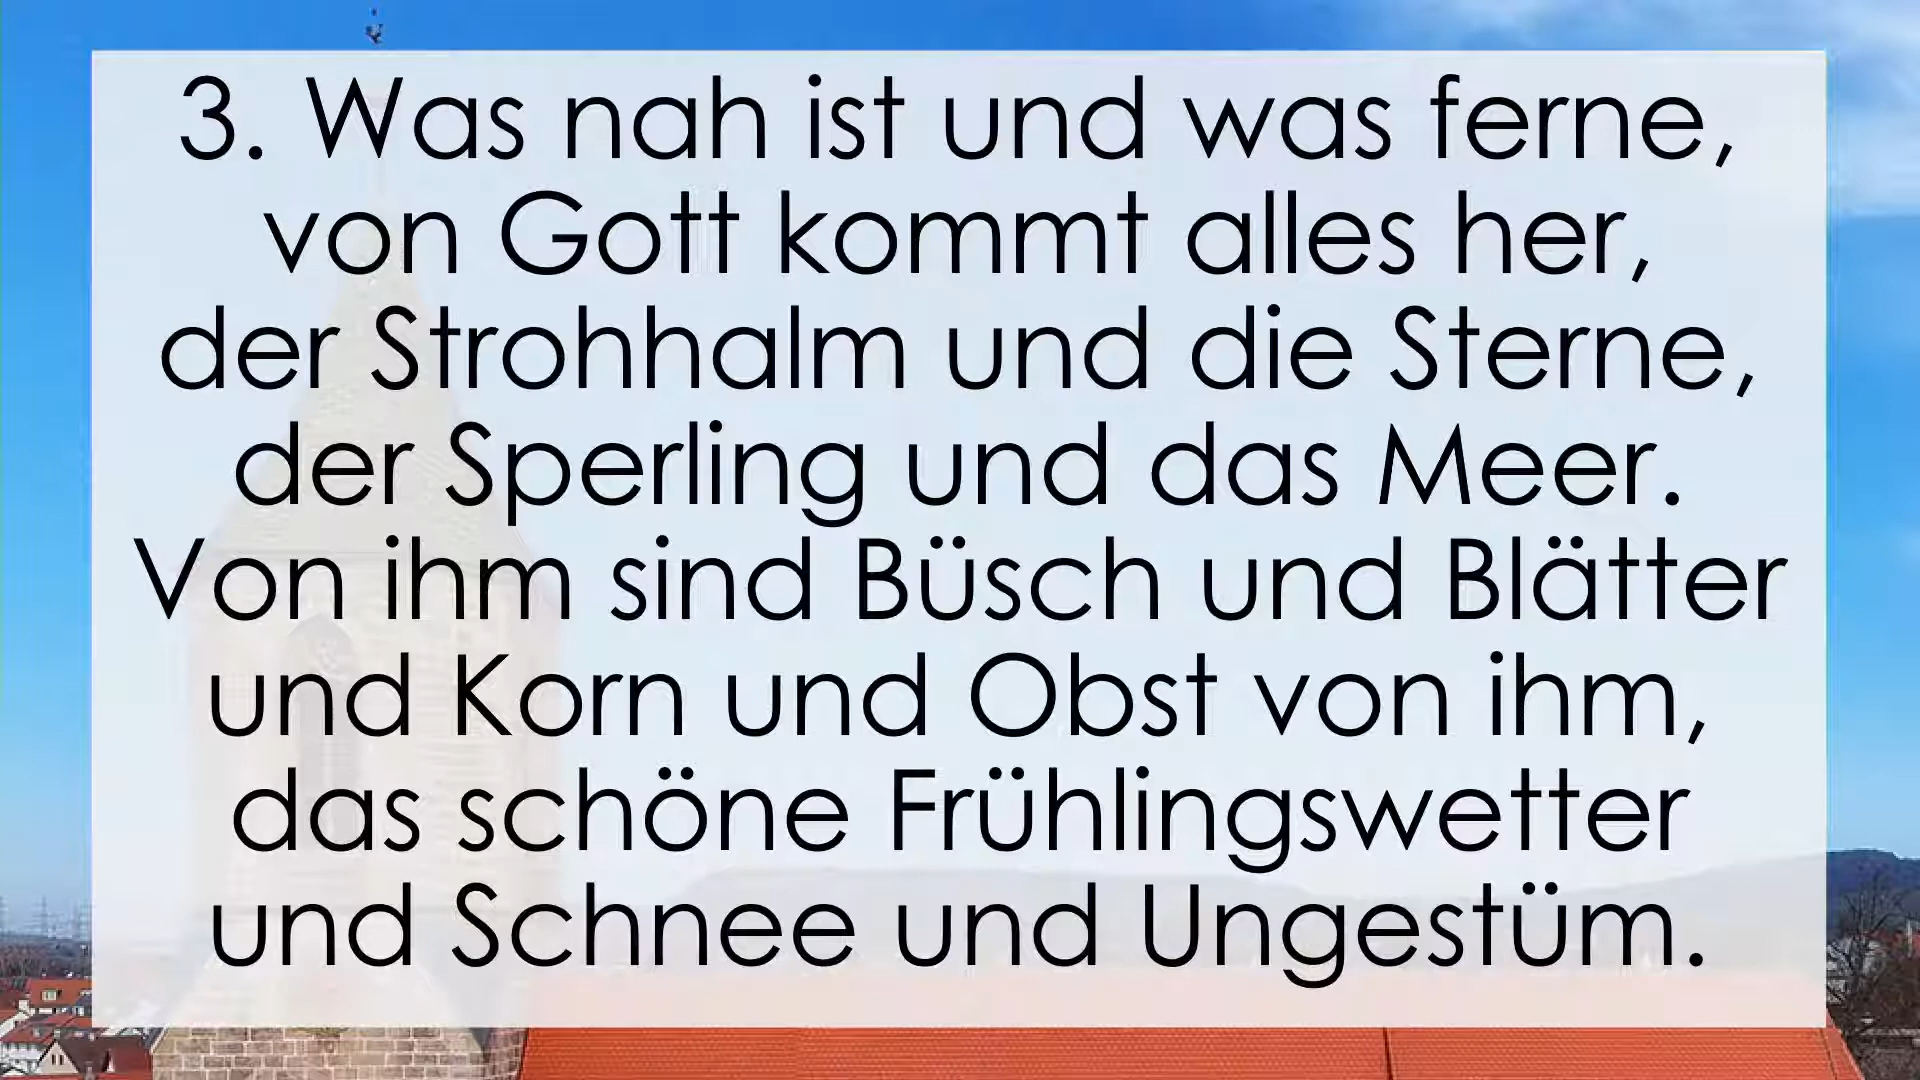 3. Was nah ist und was ferne,
von Gott kommt alles her,
der Strohhalm und die Sterne,
der Sperling und das Meer.
Von ihm sind Büsch und Blätter
und Korn und Obst von ihm,
das schöne Frühlingswetter
und Schnee und Ungestüm.